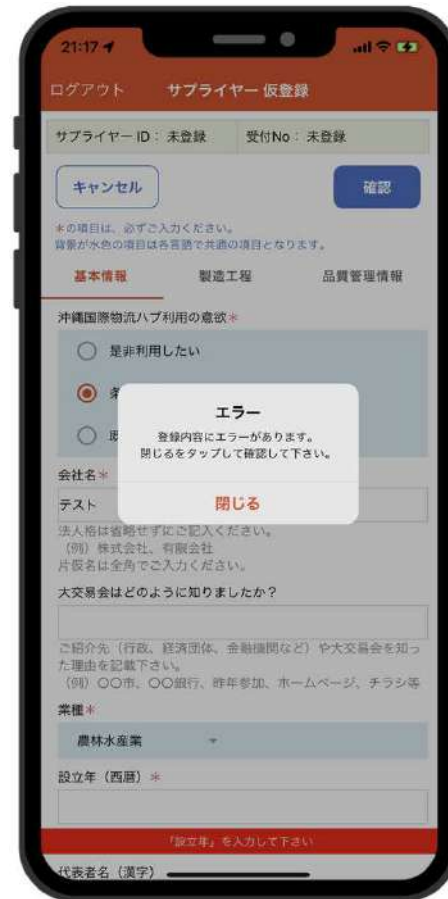 21:17
ログアウト サプライヤー 仮登録
サプライヤー ID： 未登録 受付No： 未登録
キャンセル 確認
*の項目は、必ずご入力ください。
背景が水色の項目は各言語で共通の項目となります。
基本情報 製造工程 品質管理情報
沖縄国際物流ハブ利用の意欲*
是非利用したい
エラー
登録内容にエラーがあります。
閉じるをタップして確認して下さい。
閉じる
会社名*
テスト
法人格は省略せずにご記入ください。
（例）株式会社、有限会社
片仮名は全角でご入力ください。
大交易会はどのように知りましたか？
ご紹介先（行政、経済団体、金融機関など）や大交易会を知っ
た理由を記載下さい。
（例）〇〇市、〇〇銀行、昨年参加、ホームページ、チラシ等
業種*
農林水産業
設立年（西暦）*
「設立年」を入力して下さい
代表者名（漢字）